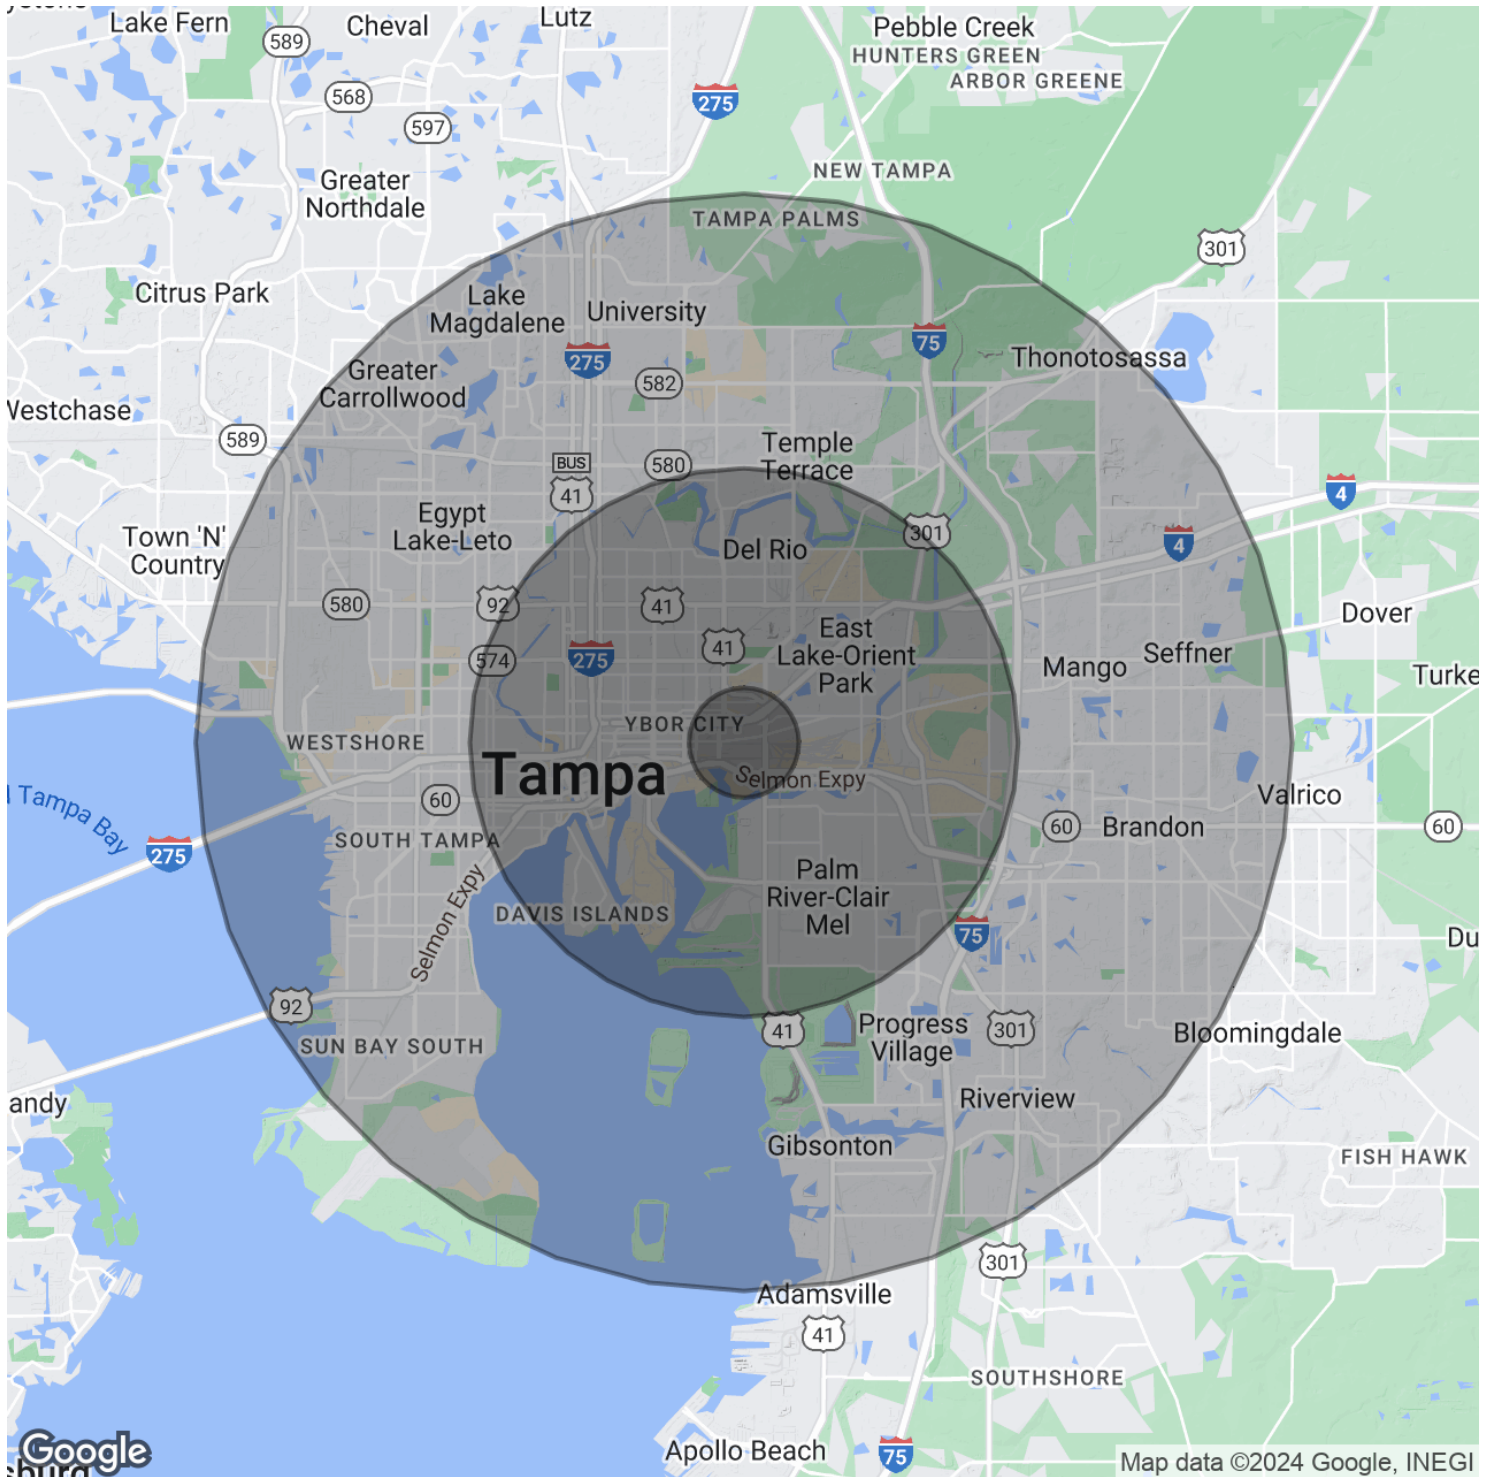 Lake Fern
589
Cheval
Lutz
Pebble Creek
HUNTERS GREEN
ARBOR GREENE
568
275
597
NEW TAMPA
Greater
Northdale
TAMPA PALMS
301
Citrus Park
Lake
Magdalene
University
275
75
Thonotosassa
Greater
Carrollwood
582
Westchase
589
Temple
Terrace
BUS
41
580
4
Egypt
Lake-Leto
301
4
Town 'N'
Country
Del Rio
580
92
41
Dover
East
Lake-Orient
Park
574
275
41
Mango
Seffner
Turke
YBOR CITY
WESTSHORE
Tampa
Selmon Expy
60
Valrico
Tampa Bay
275
SOUTH TAMPA
60
Brandon
60
Palm
River-Clair
Mel
Selmon Expy
DAVIS ISLANDS
75
Du
92
41
Progress
Village
301
Bloomingdale
SUN BAY SOUTH
andy
Riverview
Gibsonton
FISH HAWK
301
Adamsville
41
SOUTHSHORE
Apollo Beach
75
Google
sburg
Map data ©2024 Google, INEGI